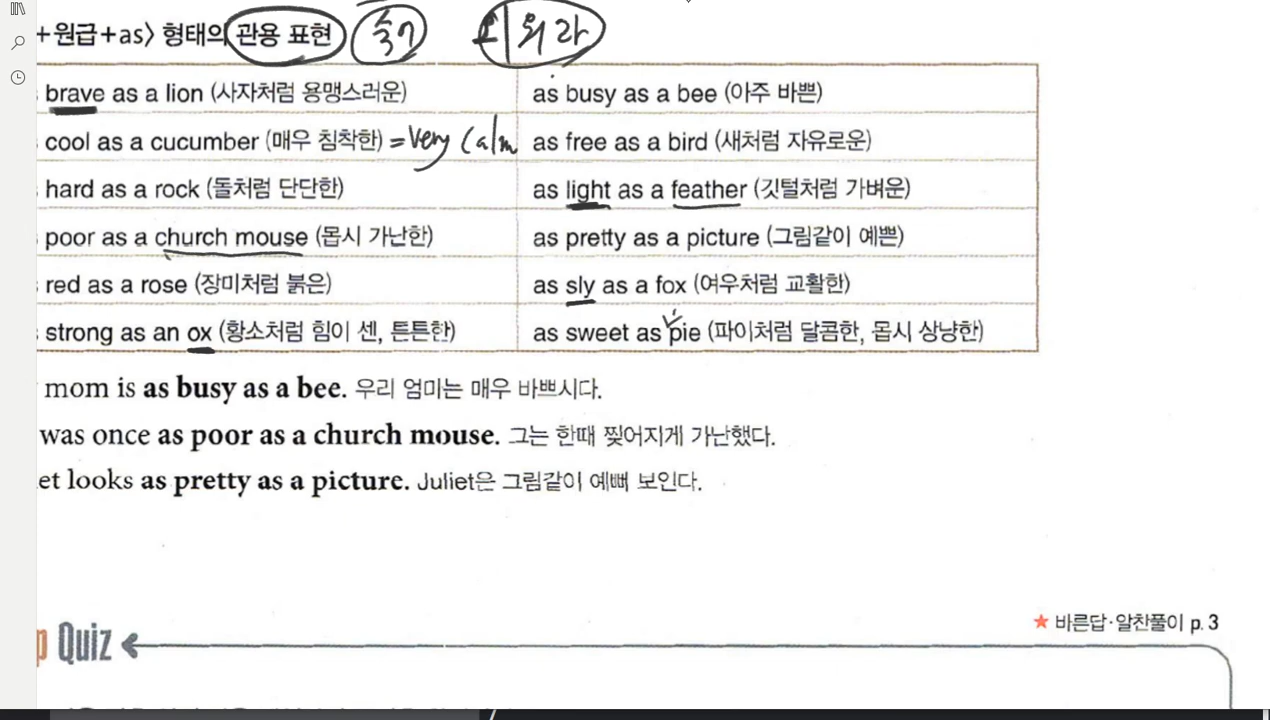 +원급+as> 형태의 관용 표현 숙어 외라
brave as a lion (사자처럼 용맹스러운) as busy as a bee (아주 바쁜)
cool as a cucumber (매우 침착한) = very calm as free as a bird (새처럼 자유로운)
hard as a rock (돌처럼 단단한) as light as a feather (깃털처럼 가벼운)
poor as a church mouse (몹시 가난한) as pretty as a picture (그림같이 예쁜)
red as a rose (장미처럼 붉은) as sly as a fox (여우처럼 교활한)
strong as an ox (황소처럼 힘이 센, 튼튼한) as sweet as pie (파이처럼 달콤한, 몹시 상냥한)
mom is as busy as a bee. 우리 엄마는 매우 바쁘시다.
was once as poor as a church mouse. 그는 한때 찢어지게 가난했다.
et looks as pretty as a picture. Juliet은 그림같이 예뻐 보인다.
★ 바른답·알찬풀이 p. 3
p Quiz